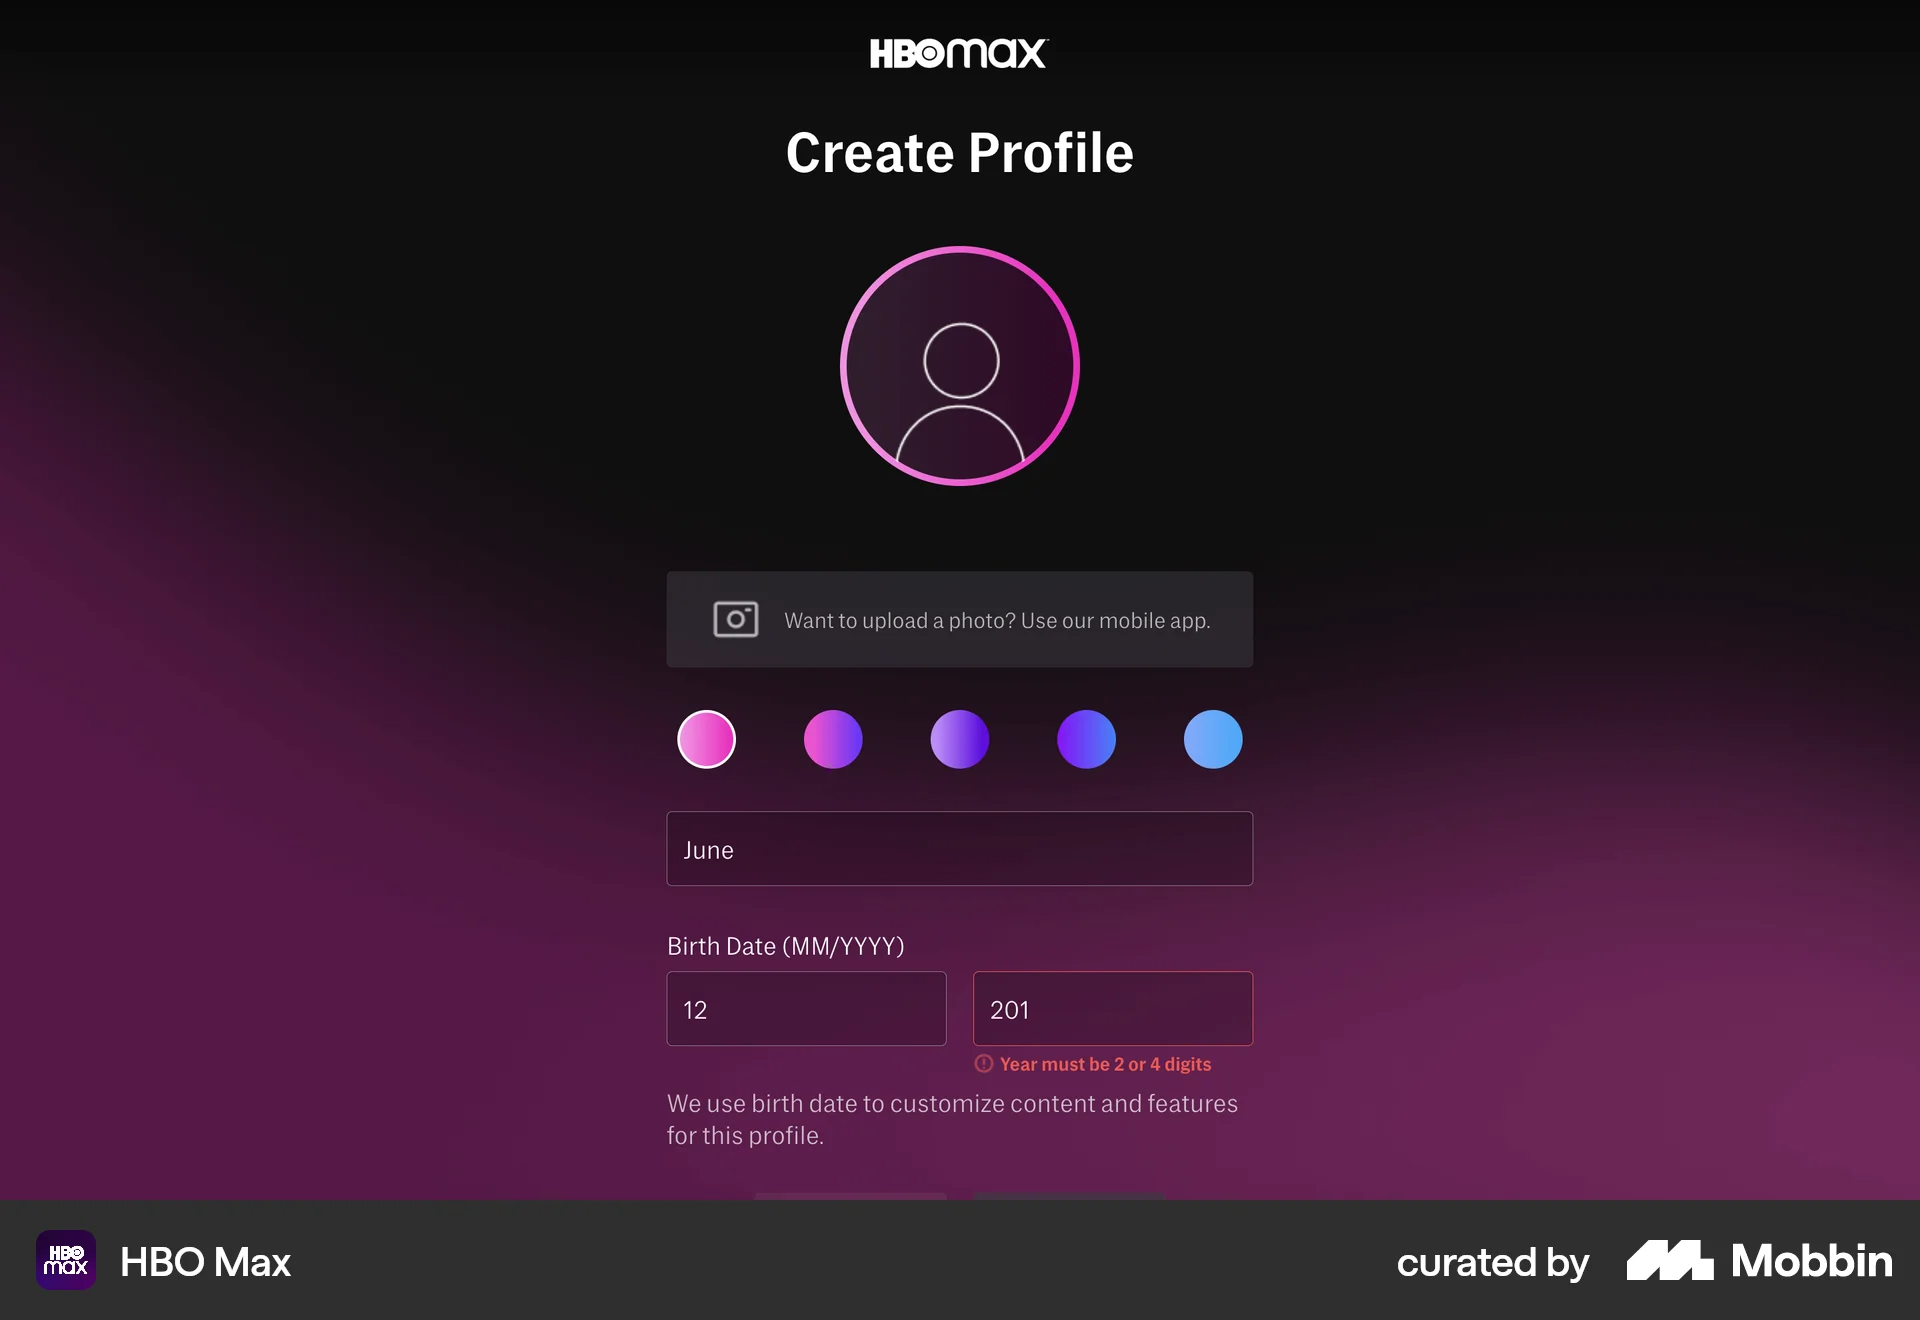 HBOmax
Create Profile
Want to upload a photo? Use our mobile app.
June
Birth Date (MM/YYYY)
12
201
Year must be 2 or 4 digits
We use birth date to customize content and features
for this profile.
HBO
max
HBO Max
curated by
Mobbin